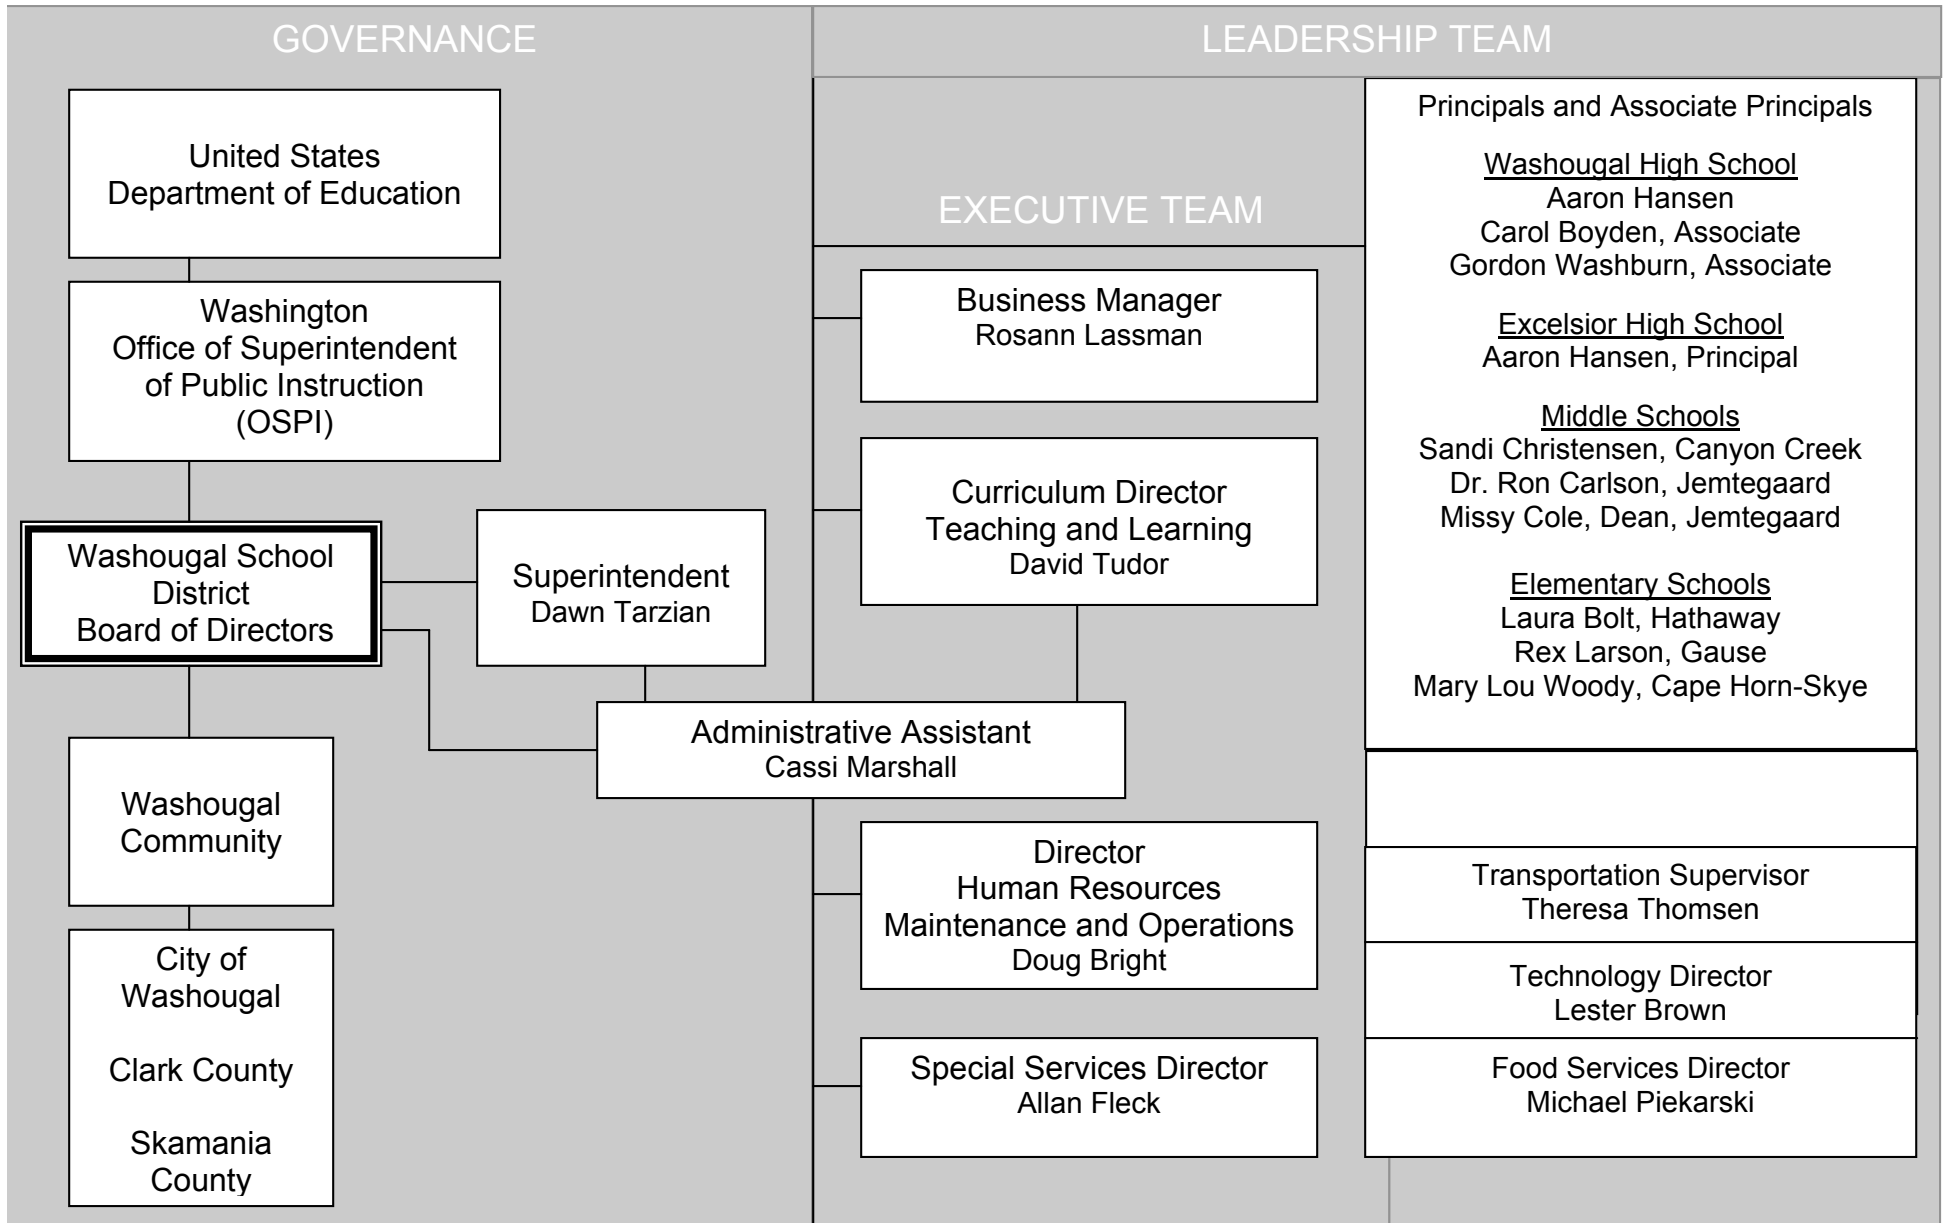 GOVERNANCE
United States
Department of Education
Washington
Office of Superintendent
of Public Instruction
(OSPI)
Washougal School
District
Board of Directors
Superintendent
Dawn Tarzian
Administrative Assistant
Cassi Marshall
Washougal
Community
City of
Washougal
Clark County
Skamania
County
LEADERSHIP TEAM
EXECUTIVE TEAM
Business Manager
Rosann Lassman
Curriculum Director
Teaching and Learning
David Tudor
Director
Human Resources
Maintenance and Operations
Doug Bright
Special Services Director
Allan Fleck
Principals and Associate Principals
Washougal High School
Aaron Hansen
Carol Boyden, Associate
Gordon Washburn, Associate
Excelsior High School
Aaron Hansen, Principal
Middle Schools
Sandi Christensen, Canyon Creek
Dr. Ron Carlson, Jemtegaard
Missy Cole, Dean, Jemtegaard
Elementary Schools
Laura Bolt, Hathaway
Rex Larson, Gause
Mary Lou Woody, Cape Horn-Skye
Transportation Supervisor
Theresa Thomsen
Technology Director
Lester Brown
Food Services Director
Michael Piekarski